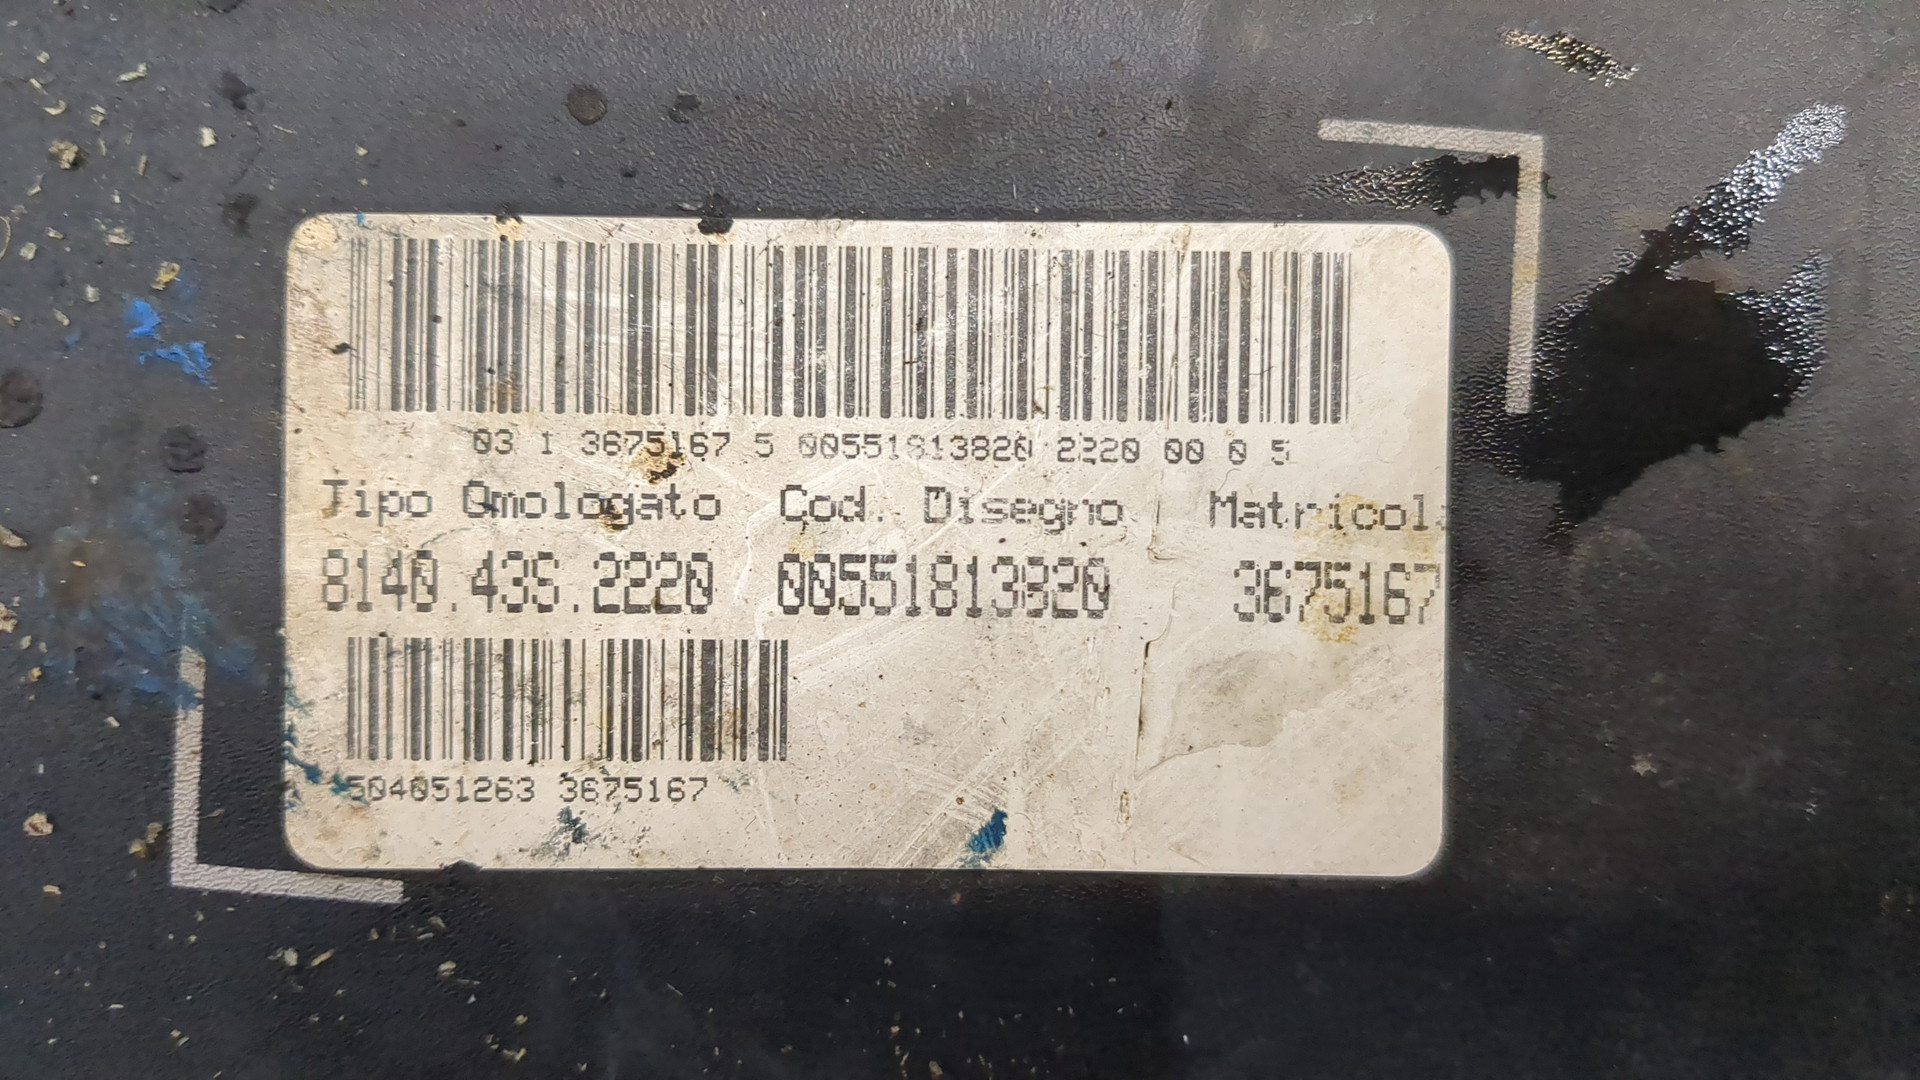 03 1 3675167 5 00551813820 2220 00 0 5
Tipo Omologato Cod. Disegno Matricol
8140.43S.2220 00551813820 3675167
504051263 3675167